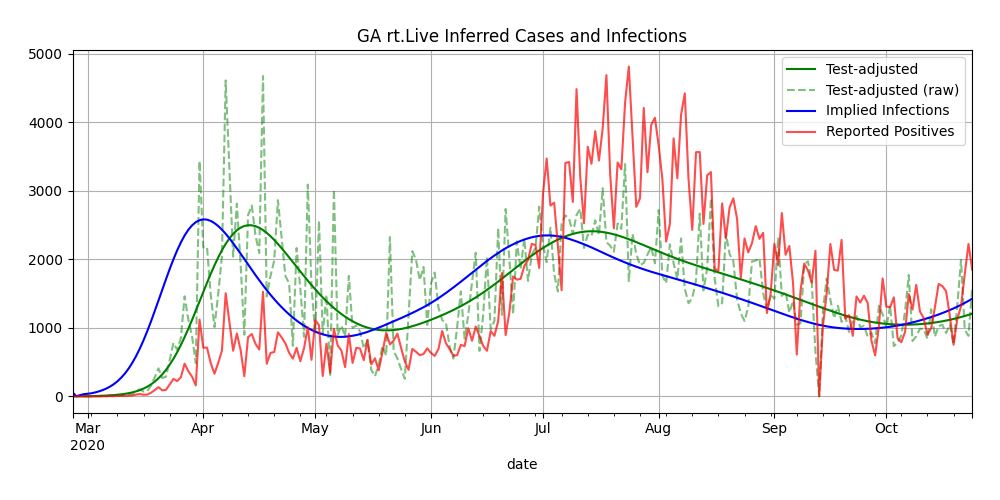 GA rt.Live Inferred Cases and Infections
5000
4000
3000
2000
1000
0
Test-adjusted
Test-adjusted (raw)
Implied Infections
Reported Positives
Mar
2020
Apr
May
Jun
Jul
Aug
Sep
Oct
date